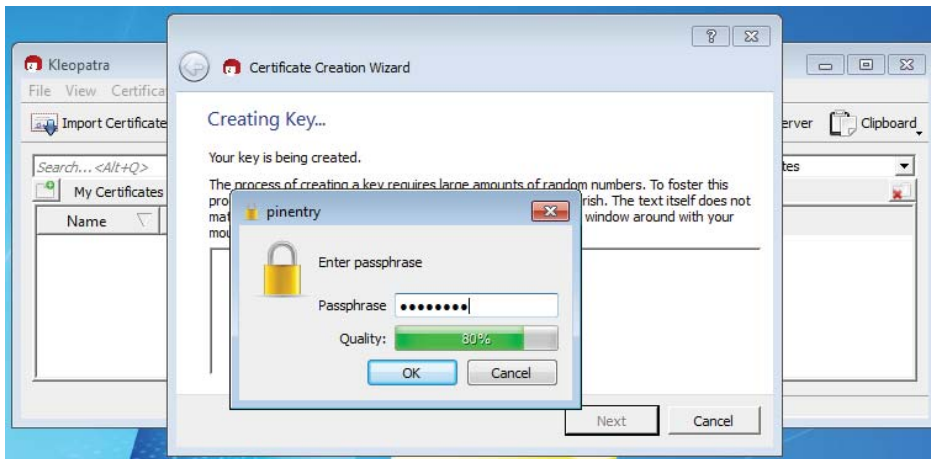 Kleopatra
File View Certifica
Import Certificate
erver
Clipboard
Search...<Alt+Q>
tes
My Certificates
Name
?
Certificate Creation Wizard
Creating Key...
Your key is being created.
The process of creating a key requires large amounts of random numbers. To foster this
pro
rish. The text itself does not
mat
window around with your
mou
pinentry
Enter passphrase
Passphrase
Quality:
80%
OK
Cancel
Next
Cancel